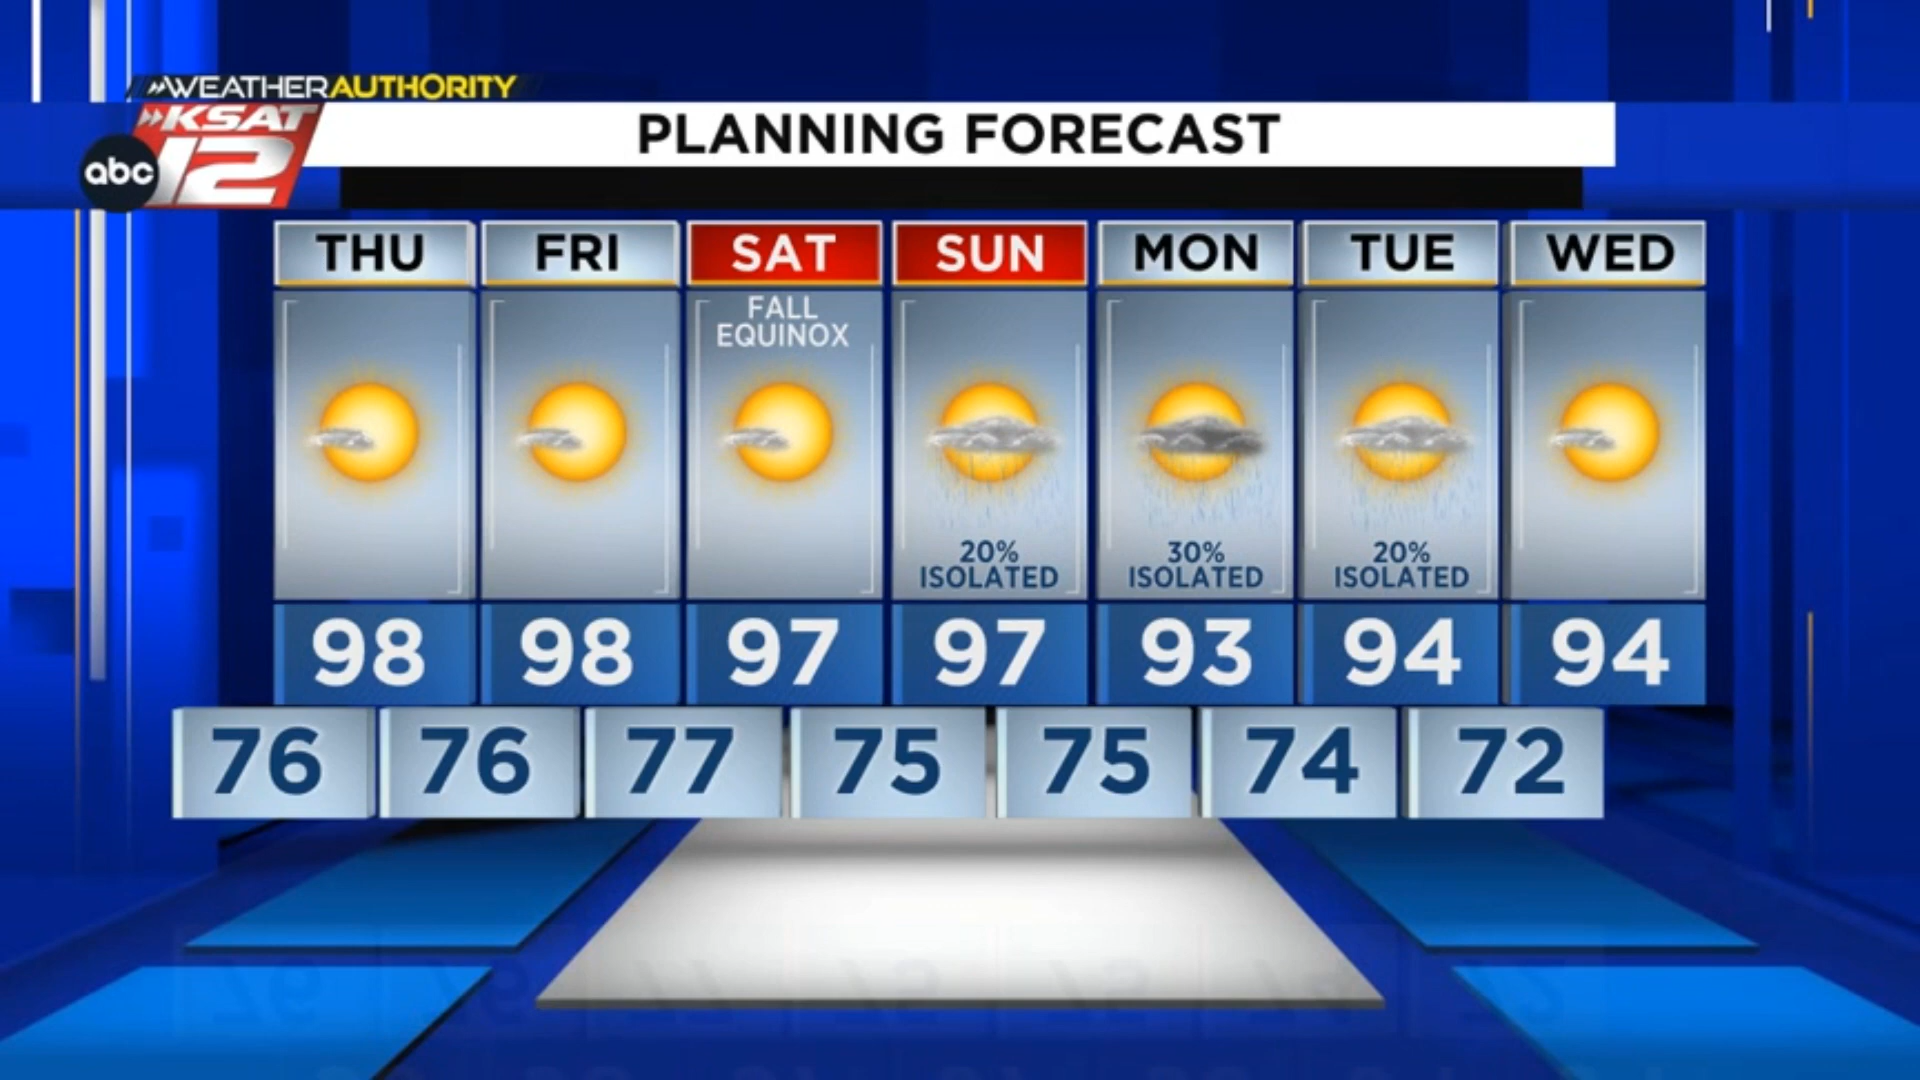 WEATHERAUTHORITY
KSAT
abc 12
PLANNING FORECAST
THU FRI SAT SUN MON TUE WED
FALL
EQUINOX
20% 30% 20%
ISOLATED ISOLATED ISOLATED
98 98 97 97 93 94 94
76 76 77 75 75 74 72